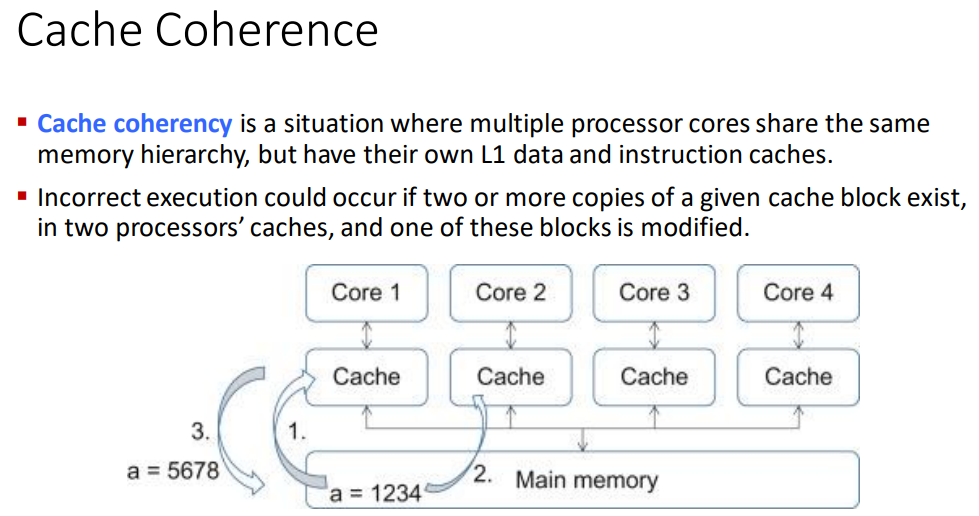 Cache Coherence
▪ Cache coherency is a situation where multiple processor cores share the same
memory hierarchy, but have their own L1 data and instruction caches.
▪ Incorrect execution could occur if two or more copies of a given cache block exist,
in two processors’ caches, and one of these blocks is modified.
Core 1 Core 2 Core 3 Core 4
Cache Cache Cache Cache
3. 1.
a = 5678
2. Main memory
a = 1234